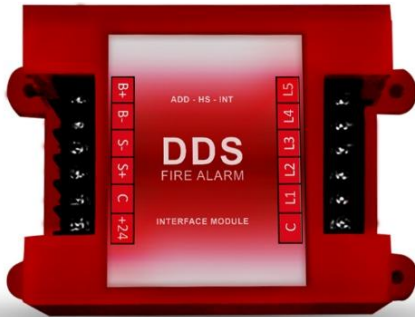 ADD - HS - INT
DDS
FIRE ALARM
INTERFACE MODULE
B+
B-
S-
S+
C
+24
L5
L4
L3
L2
L1
C